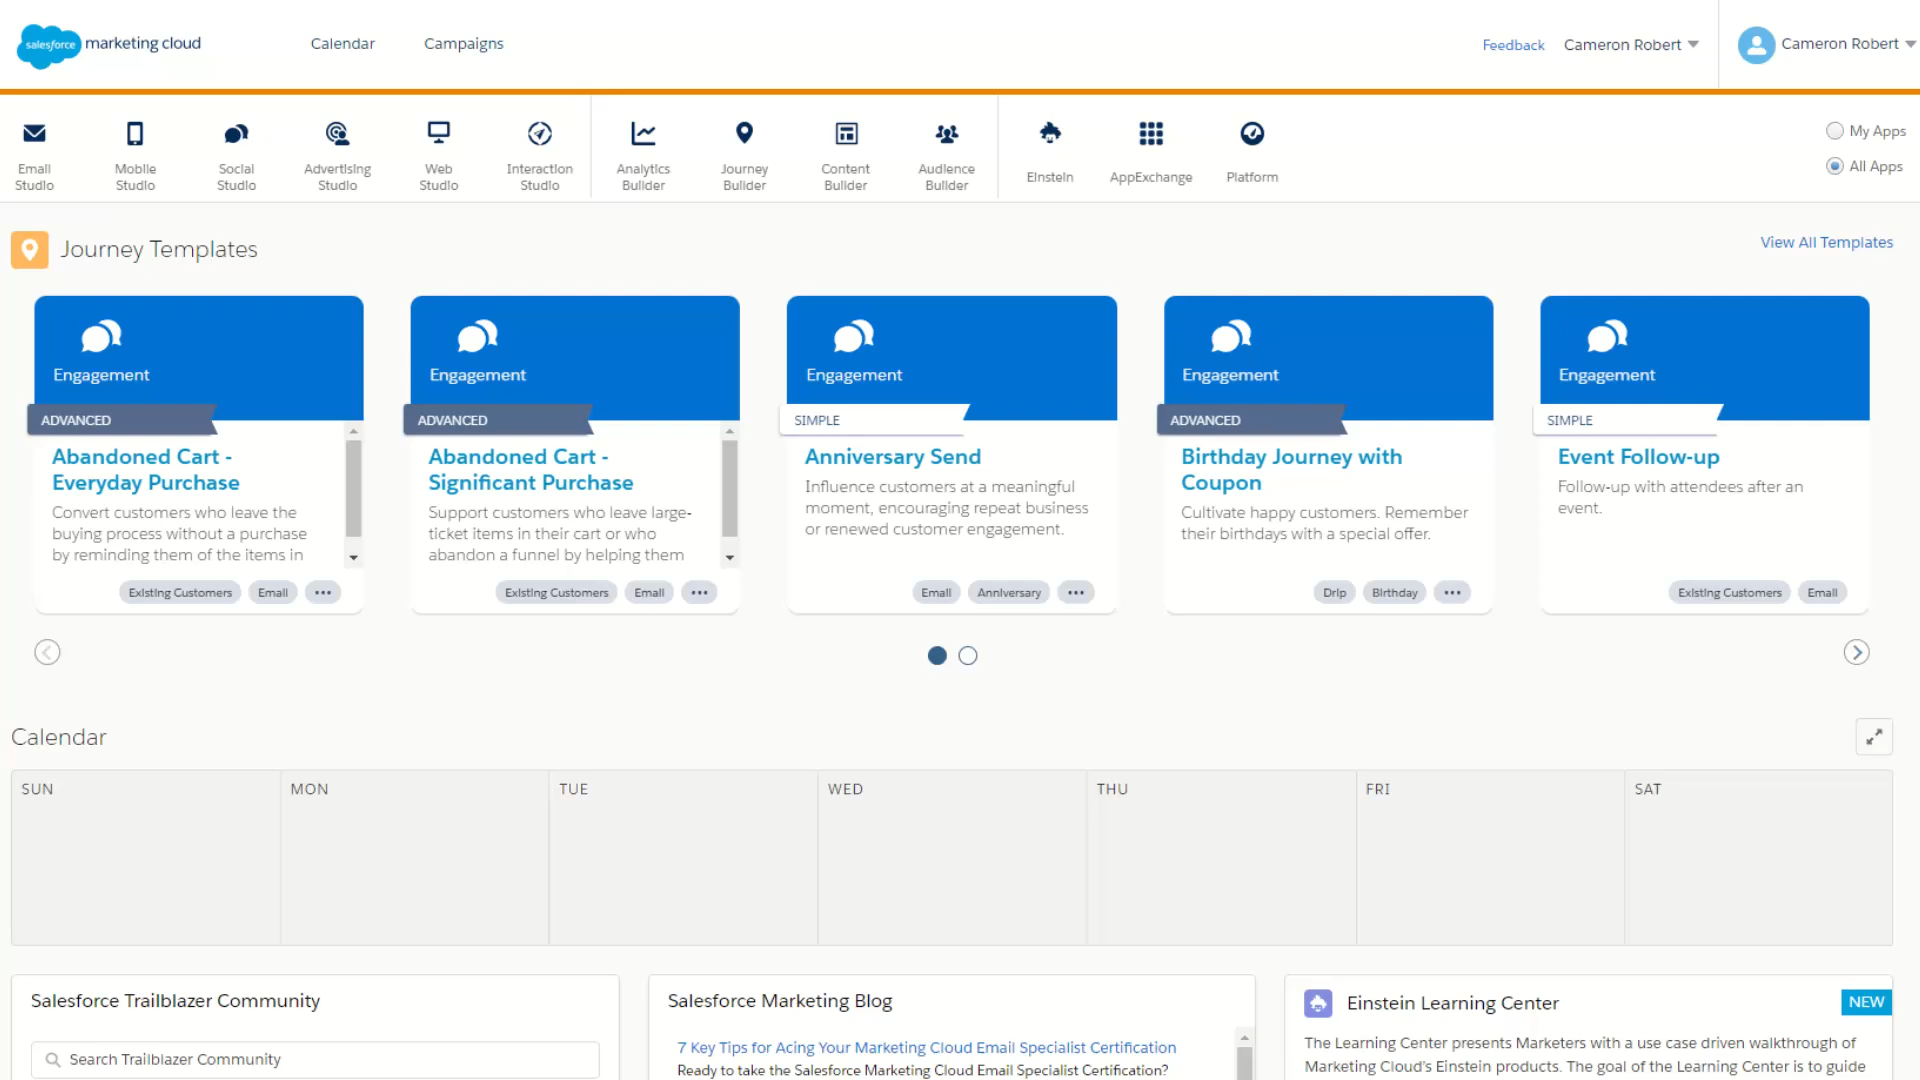 salesforce marketing cloud
Calendar
Campaigns
Feedback
Cameron Robert
Cameron Robert
Email
Studio
Mobile
Studio
Social
Studio
Advertising
Studio
Web
Studio
Interaction
Studio
Analytics
Builder
Journey
Builder
Content
Builder
Audience
Builder
Einstein
AppExchange
Platform
My Apps
All Apps
Journey Templates
View All Templates
Engagement
ADVANCED
Abandoned Cart -
Everyday Purchase
Convert customers who leave the
buying process without a purchase
by reminding them of the items in
Existing Customers
Email
•••
Engagement
ADVANCED
Abandoned Cart -
Significant Purchase
Support customers who leave large-
ticket items in their cart or who
abandon a funnel by helping them
Existing Customers
Email
•••
Engagement
SIMPLE
Anniversary Send
Influence customers at a meaningful
moment, encouraging repeat business
or renewed customer engagement.
Email
Anniversary
•••
Engagement
ADVANCED
Birthday Journey with
Coupon
Cultivate happy customers. Remember
their birthdays with a special offer.
Drip
Birthday
•••
Engagement
SIMPLE
Event Follow-up
Follow-up with attendees after an
event.
Existing Customers
Email
Calendar
SUN
MON
TUE
WED
THU
FRI
SAT
Salesforce Trailblazer Community
Search Trailblazer Community
Salesforce Marketing Blog
7 Key Tips for Acing Your Marketing Cloud Email Specialist Certification
Ready to take the Salesforce Marketing Cloud Email Specialist Certification?
Einstein Learning Center
NEW
The Learning Center presents Marketers with a use case driven walkthrough of
Marketing Cloud's Einstein products. The goal of the Learning Center is to guide